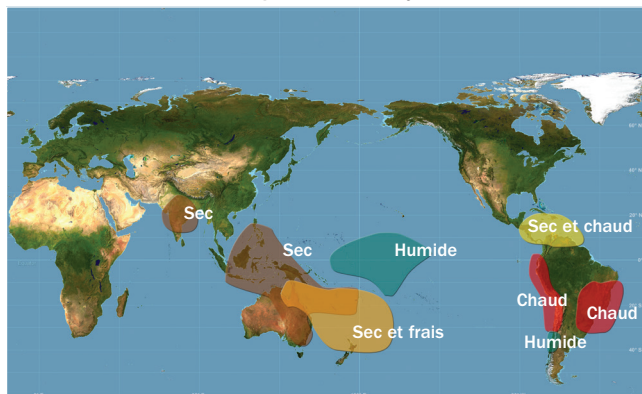 Sec
Sec
Humide
Sec et chaud
Chaud
Chaud
Sec et frais
Humide